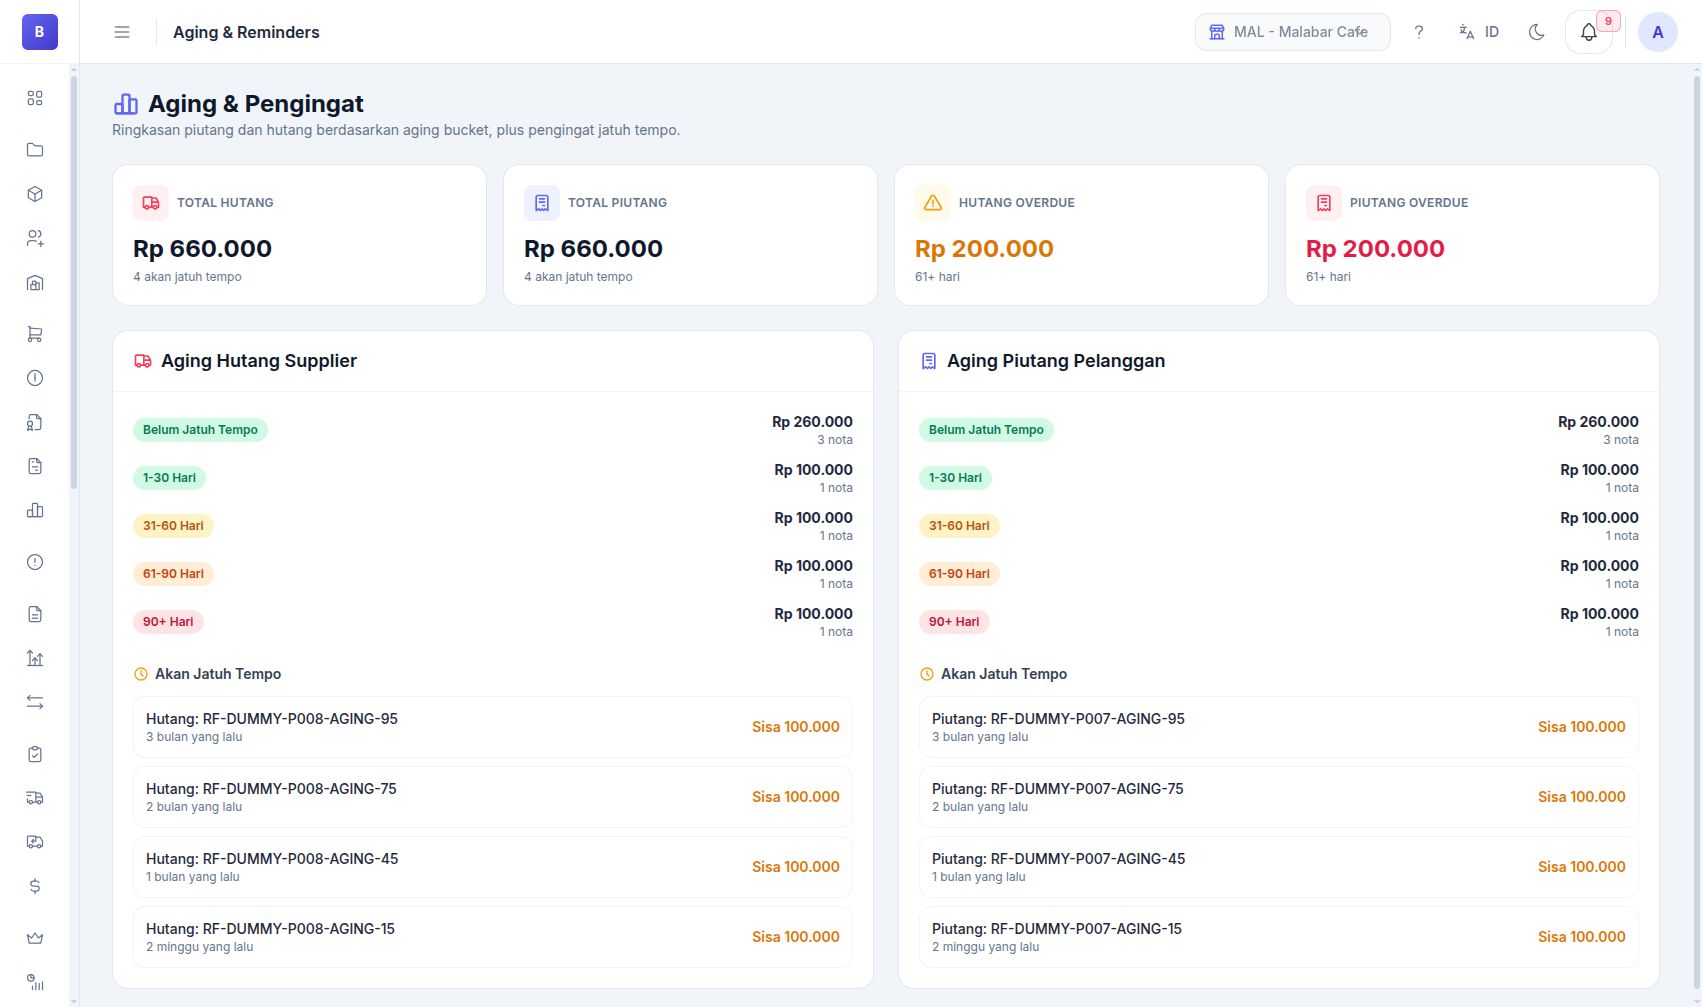 B
Aging & Reminders
MAL - Malabar Cafe
?
ID
9
A
Aging & Pengingat
Ringkasan piutang dan hutang berdasarkan aging bucket, plus pengingat jatuh tempo.
TOTAL HUTANG
Rp 660.000
4 akan jatuh tempo
TOTAL PIUTANG
Rp 660.000
4 akan jatuh tempo
HUTANG OVERDUE
Rp 200.000
61+ hari
PIUTANG OVERDUE
Rp 200.000
61+ hari
Aging Hutang Supplier
Belum Jatuh Tempo
Rp 260.000
3 nota
1-30 Hari
Rp 100.000
1 nota
31-60 Hari
Rp 100.000
1 nota
61-90 Hari
Rp 100.000
1 nota
90+ Hari
Rp 100.000
1 nota
Akan Jatuh Tempo
Hutang: RF-DUMMY-P008-AGING-95
3 bulan yang lalu
Sisa 100.000
Hutang: RF-DUMMY-P008-AGING-75
2 bulan yang lalu
Sisa 100.000
Hutang: RF-DUMMY-P008-AGING-45
1 bulan yang lalu
Sisa 100.000
Hutang: RF-DUMMY-P008-AGING-15
2 minggu yang lalu
Sisa 100.000
Aging Piutang Pelanggan
Belum Jatuh Tempo
Rp 260.000
3 nota
1-30 Hari
Rp 100.000
1 nota
31-60 Hari
Rp 100.000
1 nota
61-90 Hari
Rp 100.000
1 nota
90+ Hari
Rp 100.000
1 nota
Akan Jatuh Tempo
Piutang: RF-DUMMY-P007-AGING-95
3 bulan yang lalu
Sisa 100.000
Piutang: RF-DUMMY-P007-AGING-75
2 bulan yang lalu
Sisa 100.000
Piutang: RF-DUMMY-P007-AGING-45
1 bulan yang lalu
Sisa 100.000
Piutang: RF-DUMMY-P007-AGING-15
2 minggu yang lalu
Sisa 100.000